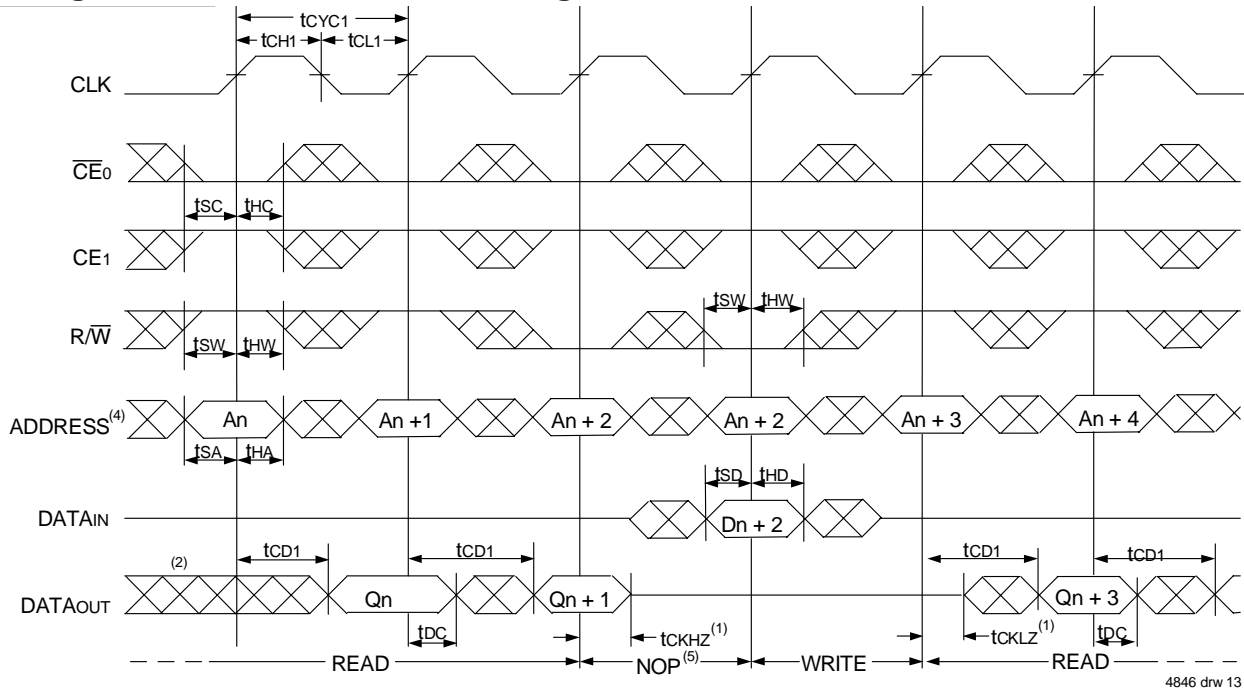 tCYC1
tCH1 tCL1
CLK
CE0
tSC tHC
CE1
tSW tHW
R/W
tSW tHW
ADDRESS(4) An An +1 An + 2 An + 2 An + 3 An + 4
tSA tHA
tSD tHD
DATAIN Dn + 2
(2) tCD1 tCD1 tCD1 tCD1
DATAOUT Qn Qn + 1 Qn + 3
tDC tCKHZ(1) tCKLZ(1) tDC
READ NOP(5) WRITE READ
4846 drw 13